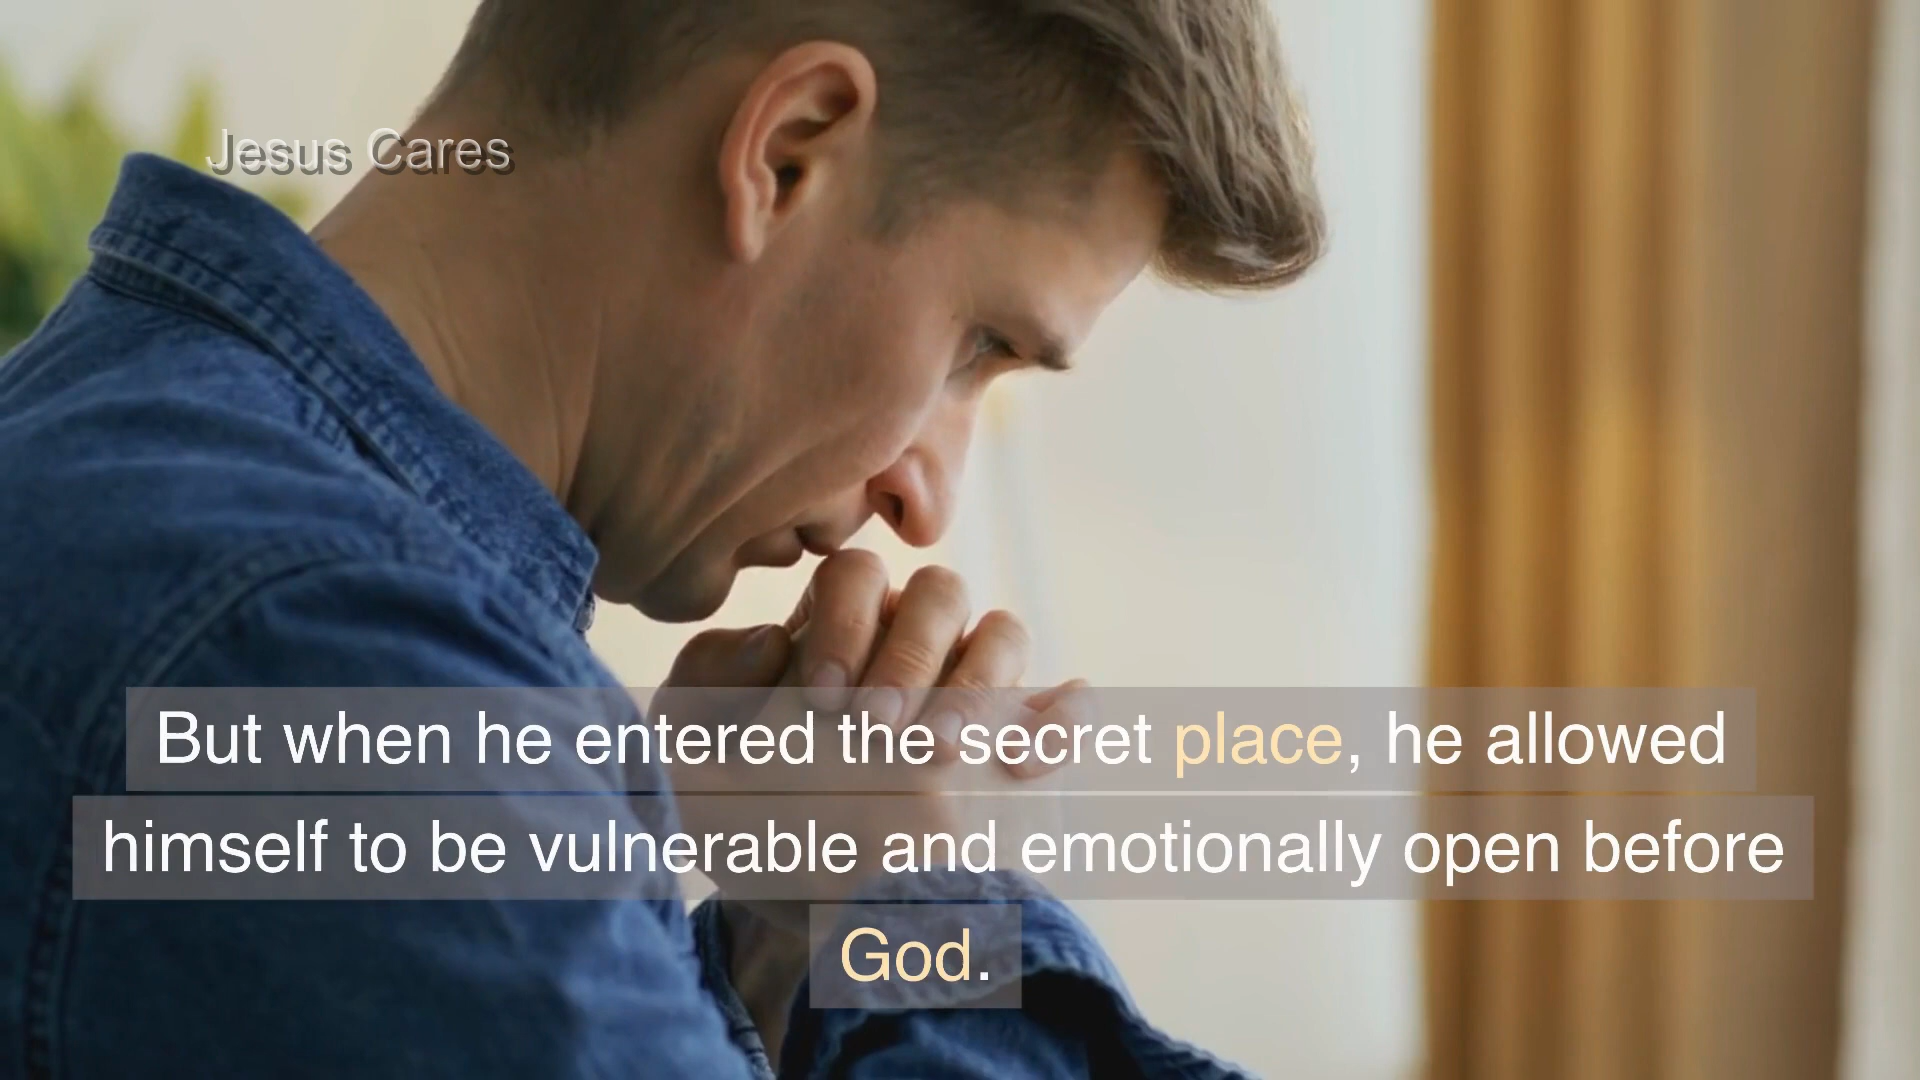 Jesus Cares
But when he entered the secret place, he allowed
himself to be vulnerable and emotionally open before
God.